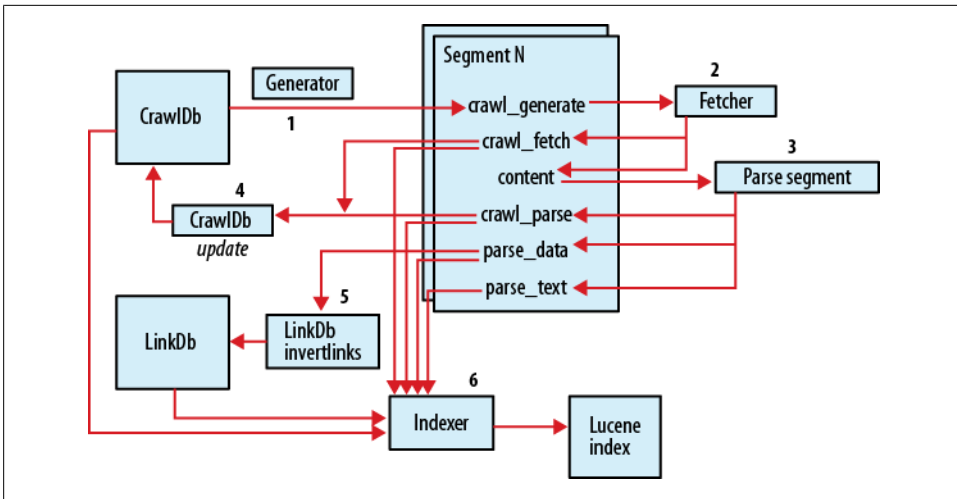 Segment N
Generator
2
Fetcher
CrawlDb
1
crawl_generate
crawl_fetch
3
content
Parse segment
4
CrawlDb
update
crawl_parse
parse_data
parse_text
5
LinkDb
LinkDb
invertlinks
6
Indexer
Lucene
index